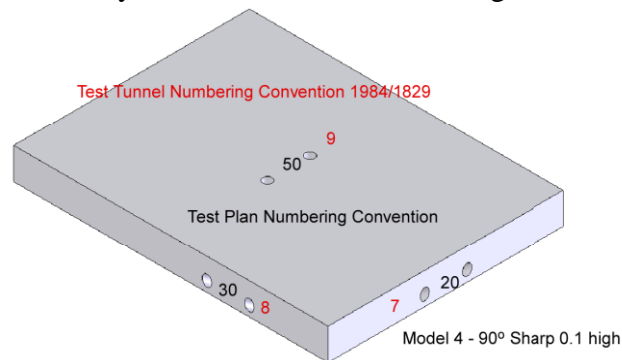 Test Tunnel Numbering Convention 1984/1829
9
50
Test Plan Numbering Convention
30
8
7
20
Model 4 - 90º Sharp 0.1 high